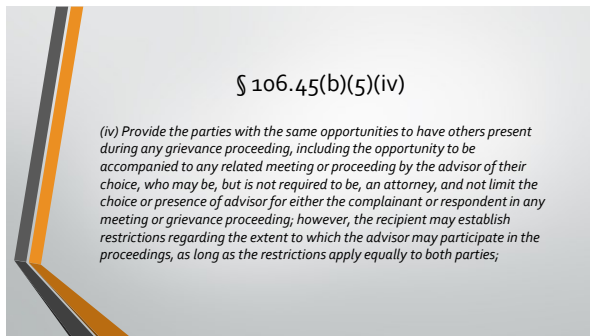 § 106.45(b)(5)(iv)
(iv) Provide the parties with the same opportunities to have others present
during any grievance proceeding, including the opportunity to be
accompanied to any related meeting or proceeding by the advisor of their
choice, who may be, but is not required to be, an attorney, and not limit the
choice or presence of advisor for either the complainant or respondent in any
meeting or grievance proceeding; however, the recipient may establish
restrictions regarding the extent to which the advisor may participate in the
proceedings, as long as the restrictions apply equally to both parties;